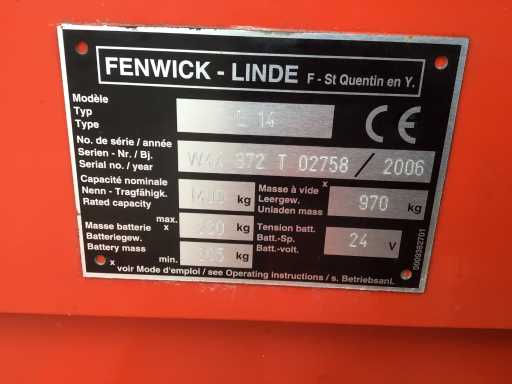 FENWICK - LINDE F - St Quentin en Y.
Modèle
Typ
Type
L 14
No. de série / année
Serien - Nr. / Bj.
Serial no. / year
372 T 02758 / 2006
Capacité nominale
Nenn - Tragfähigk.
Rated capacity
kg
Masse à vide x
Leergew.
Unladen mass
970 kg
max.
Masse batterie x
Batteriegew.
Battery mass
min.
kg
kg
Tension batt.
Batt.-Sp.
Batt.-volt.
24 V
x voir Mode d'emploi / see Operating instructions / s. Betriebsanl.
0009382701
CE